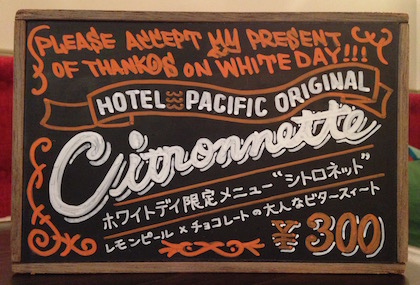 PLEASE ACCEPT MY PRESENT
OF THANKOS ON WHITE DAY!!!
HOTEL PACIFIC ORIGINAL
Citronnette
ホワイトデイ限定メニュー"シトロネット"
レモンピール×チョコレートの大人なビタースィート
¥300